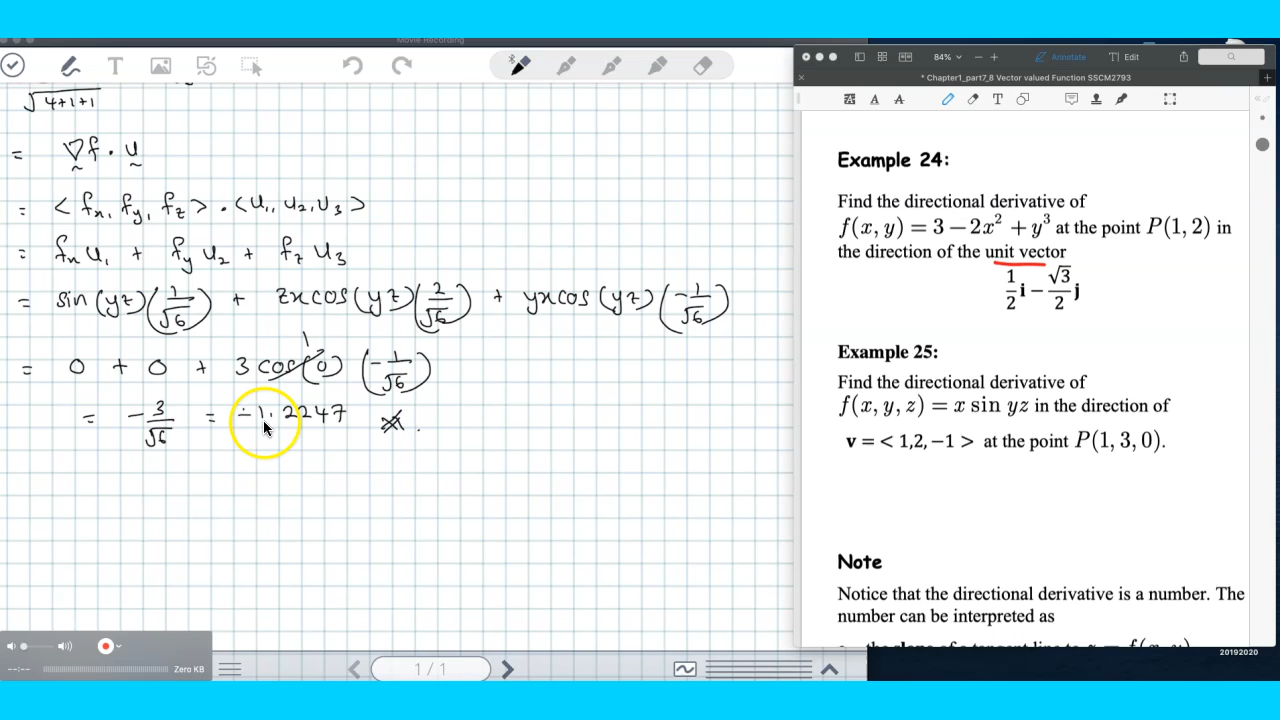 Movie Recording
√(4+1+1)
= ∇f · u
= < fx, fy, fz > · < u1, u2, u3 >
= fx u1 + fy u2 + fz u3
= sin(yz)(1/√6) + zx cos(yz)(2/√6) + yx cos(yz)(-1/√6)
1
= 0 + 0 + 3 cos(0) (-1/√6)
= -3/√6 = -1.2247
1 / 1
--:-- Zero KB
84% Annotate Edit
* Chapter1_part7_8 Vector valued Function SSCM2793
Example 24:
Find the directional derivative of
f(x, y) = 3 − 2x² + y³ at the point P(1, 2) in
the direction of the unit vector
1/2 i − √3/2 j
Example 25:
Find the directional derivative of
f(x, y, z) = x sin yz in the direction of
v = < 1,2, −1 > at the point P(1, 3, 0).
Note
Notice that the directional derivative is a number. The
number can be interpreted as
the slope of a tangent line to z = f(x, y)
20192020